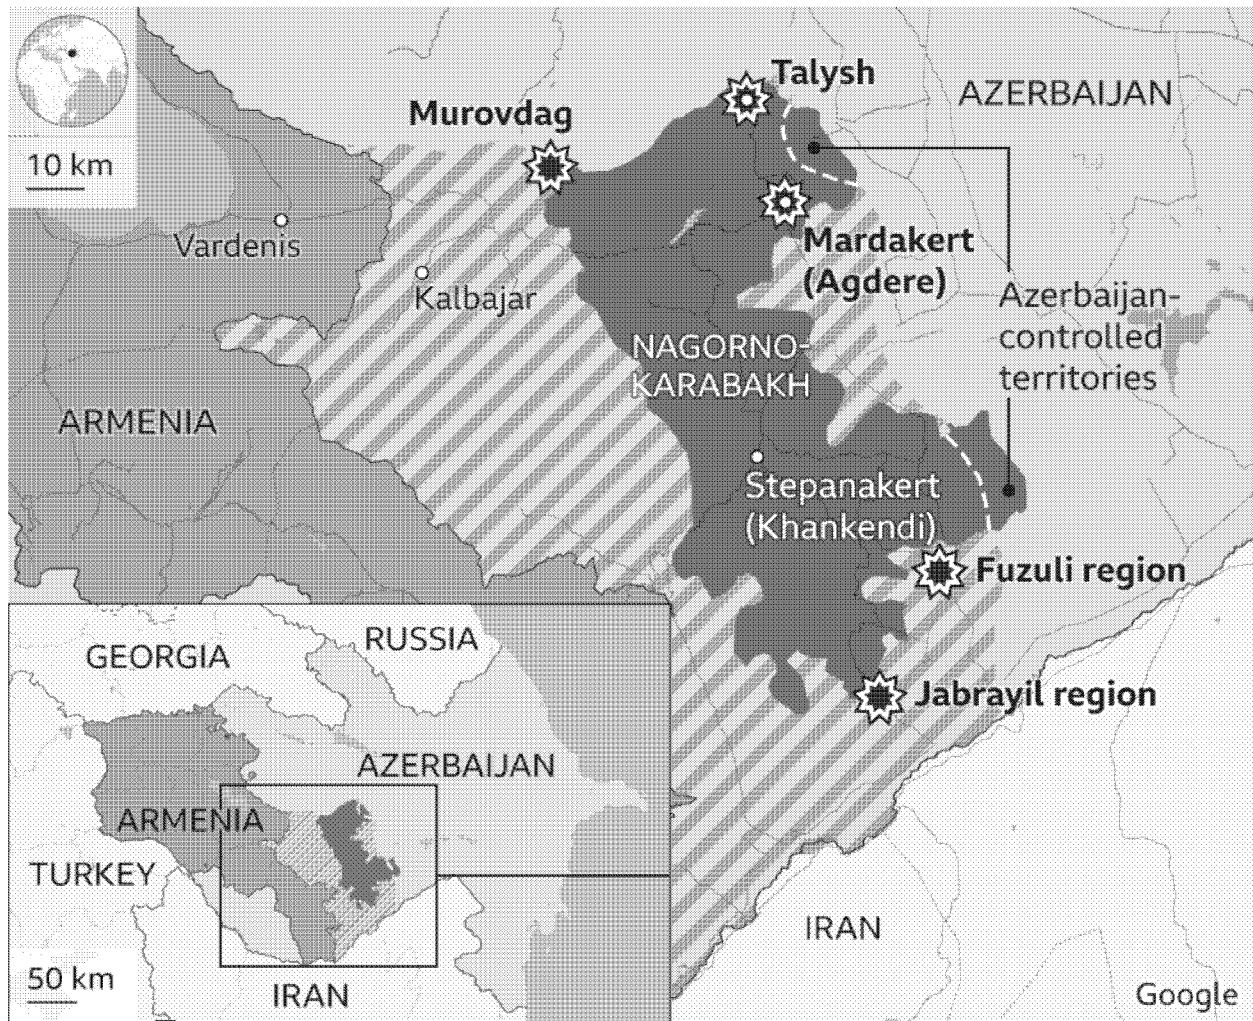 Talysh
AZERBAIJAN
Murovdag
10 km
Vardenis
Mardakert
(Agdere)
Kalbajar
Azerbaijan-
controlled
territories
NAGORNO-
KARABAKH
ARMENIA
Stepanakert
(Khankendi)
Fuzuli region
Jabrayil region
RUSSIA
GEORGIA
AZERBAIJAN
ARMENIA
TURKEY
IRAN
50 km
IRAN
Google